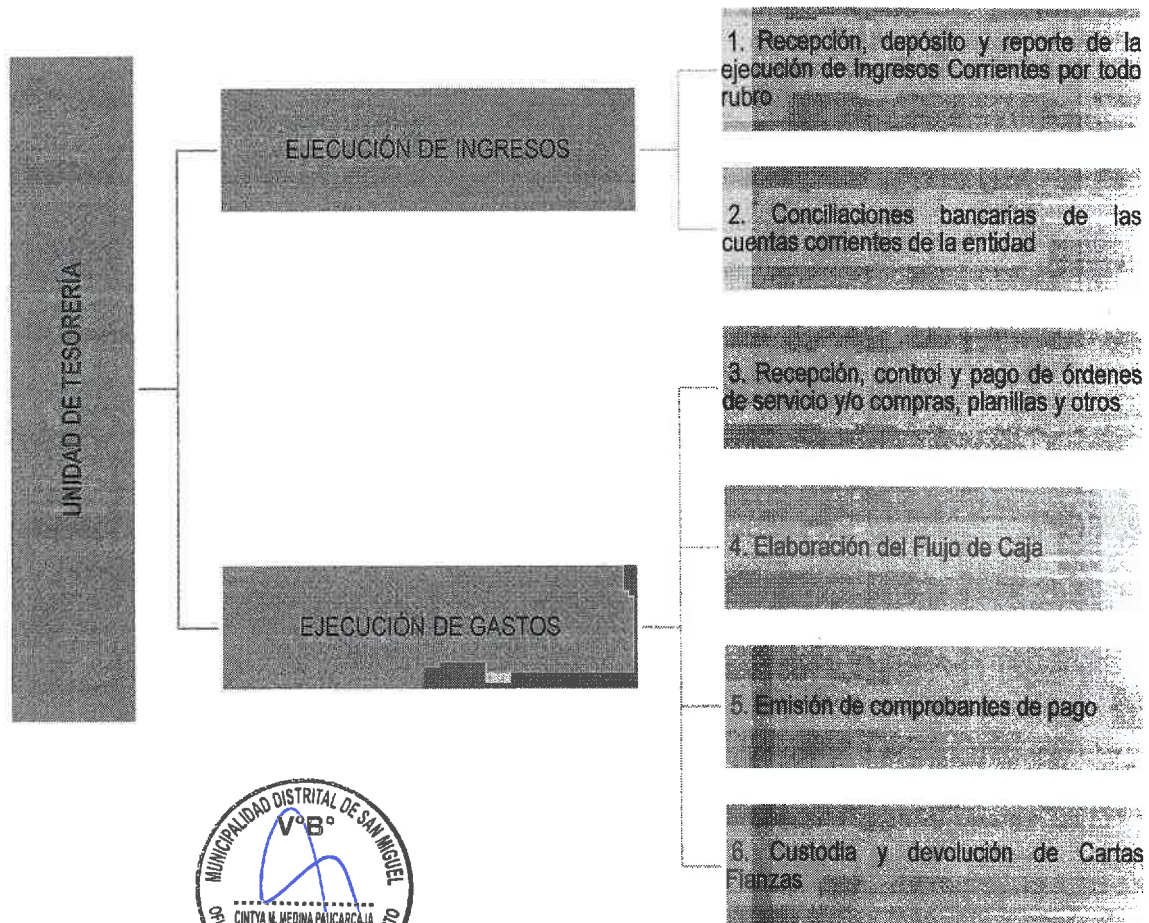 UNIDAD DE TESORERÍA
EJECUCIÓN DE INGRESOS
1. Recepción, depósito y reporte de la
ejecución de Ingresos Corrientes por todo
rubro
2. Conciliaciones bancarias de las
cuentas corrientes de la entidad
EJECUCIÓN DE GASTOS
3. Recepción, control y pago de órdenes
de servicio y/o compras, planillas y otros
4. Elaboración del Flujo de Caja
5. Emisión de comprobantes de pago
6. Custodia y devolución de Cartas
Fianzas
MUNICIPALIDAD DISTRITAL DE SAN MIGUEL
V°B°
CINTYA M. MEDINA PAUCARCAJA